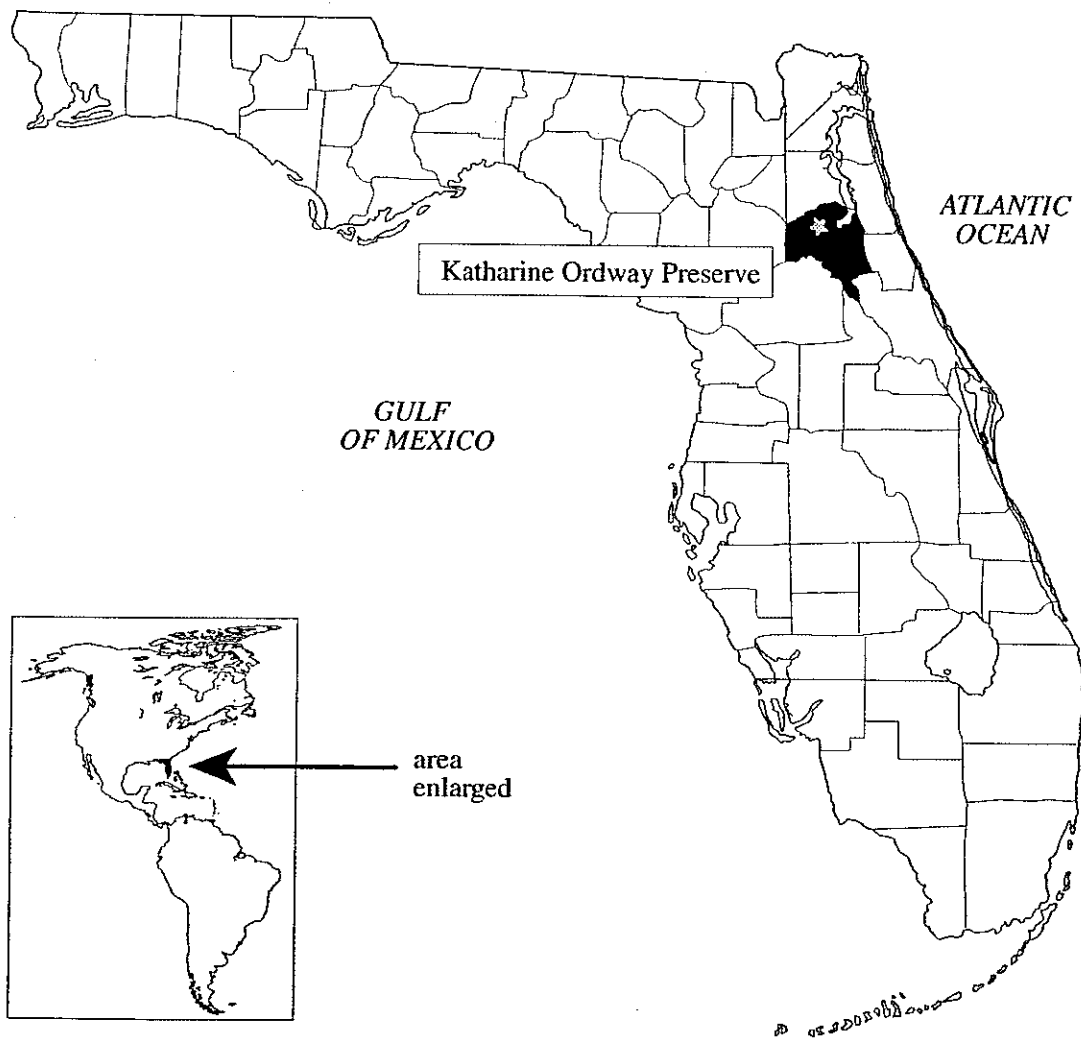 ATLANTIC
OCEAN
Katharine Ordway Preserve
GULF
OF MEXICO
area
enlarged